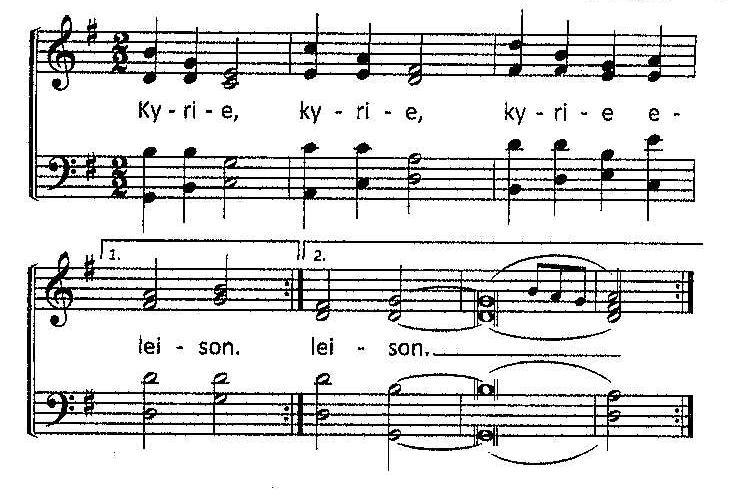 Ky - ri - e, ky - ri - e, ky - ri - e e -
1. 2.
lei - son. lei - son.